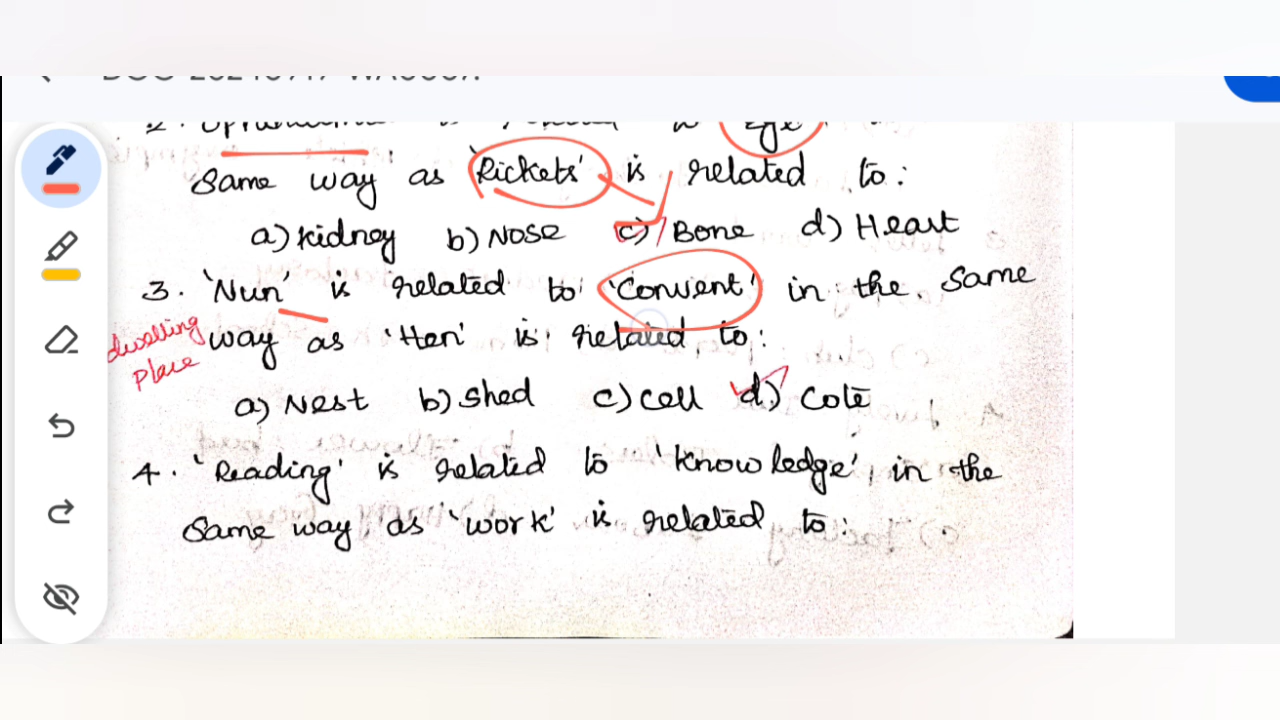 same way as 'Rickets' is related to:
a) kidney b) NOSE c) Bone d) Heart
3. 'Nun' is related to 'Convent' in the same
dwelling place
way as 'Hen' is related to:
a) Nest b) Shed c) cell d) Cote
4. 'Reading' is related to 'knowledge', in the
same way as 'work' is related to: